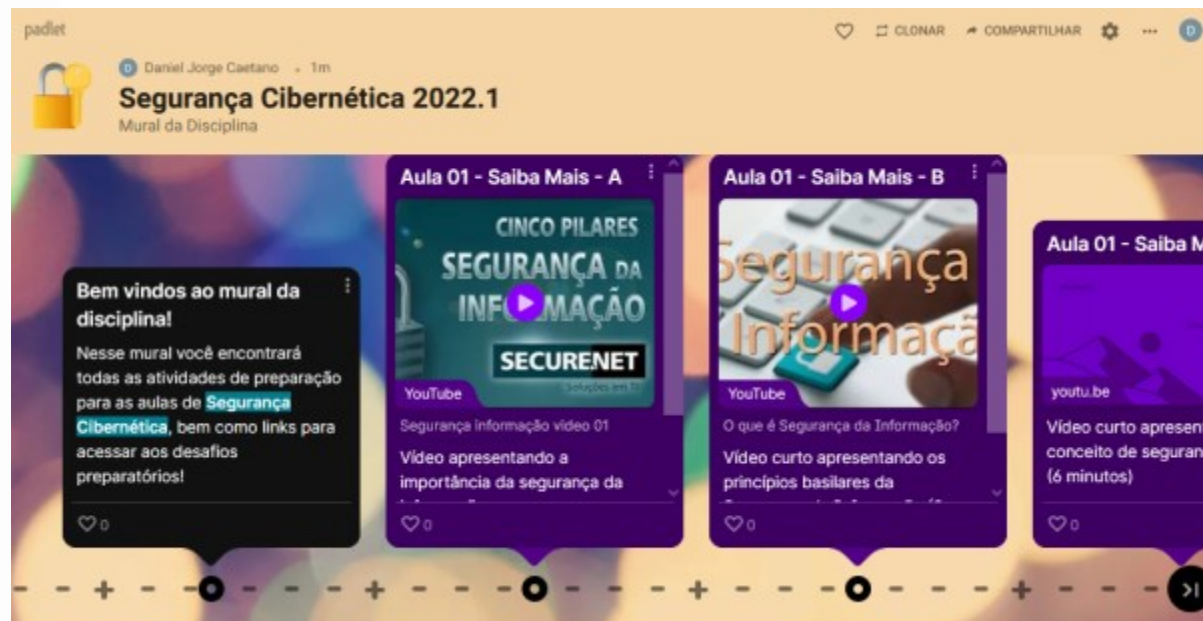 padlet
CLONAR
COMPARTILHAR
D
D Daniel Jorge Caetano • 1m
Segurança Cibernética 2022.1
Mural da Disciplina
Bem vindos ao mural da
disciplina!
Nesse mural você encontrará
todas as atividades de preparação
para as aulas de Segurança
Cibernética, bem como links para
acessar aos desafios
preparatórios!
0
Aula 01 - Saiba Mais - A
CINCO PILARES
SEGURANÇA DA
INFORMAÇÃO
SECURENET
Soluções em TI
YouTube
Segurança informação vídeo 01
Vídeo apresentando a
importância da segurança da
0
Aula 01 - Saiba Mais - B
Segurança
Informaçã
YouTube
O que é Segurança da Informação?
Vídeo curto apresentando os
princípios basilares da
0
Aula 01 - Saiba M
youtu.be
Vídeo curto apresen
conceito de seguran
(6 minutos)
0